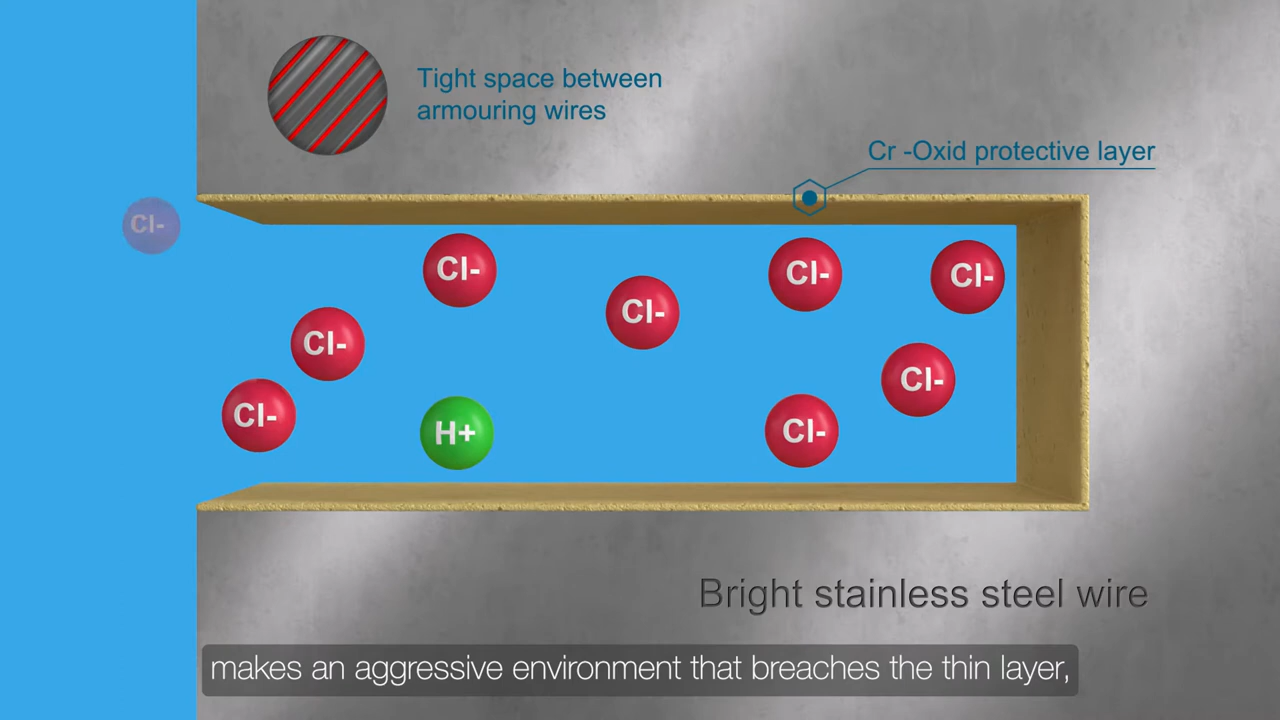 Tight space between
armouring wires
Cr -Oxid protective layer
Cl-
Cl-
Cl-
Cl-
Cl-
Cl-
Cl-
Cl-
Cl-
H+
Cl-
Bright stainless steel wire
makes an aggressive environment that breaches the thin layer,